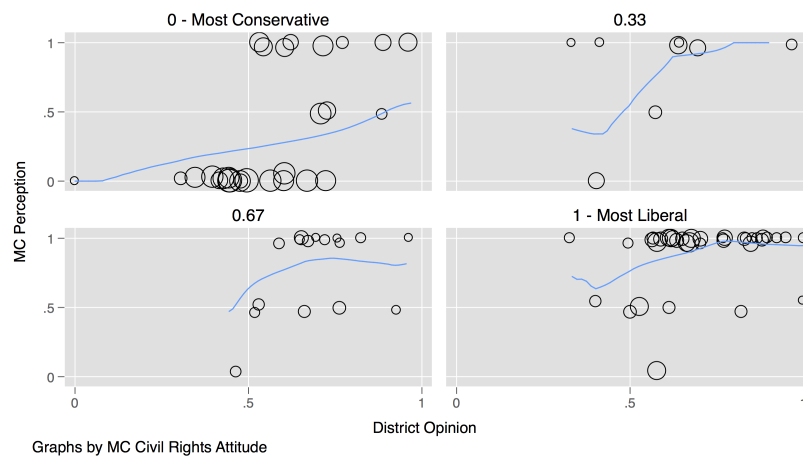 0 - Most Conservative
0.33
1
.5
0
0.67
1 - Most Liberal
1
.5
0
0
.5
1
0
.5
MC Perception
District Opinion
Graphs by MC Civil Rights Attitude